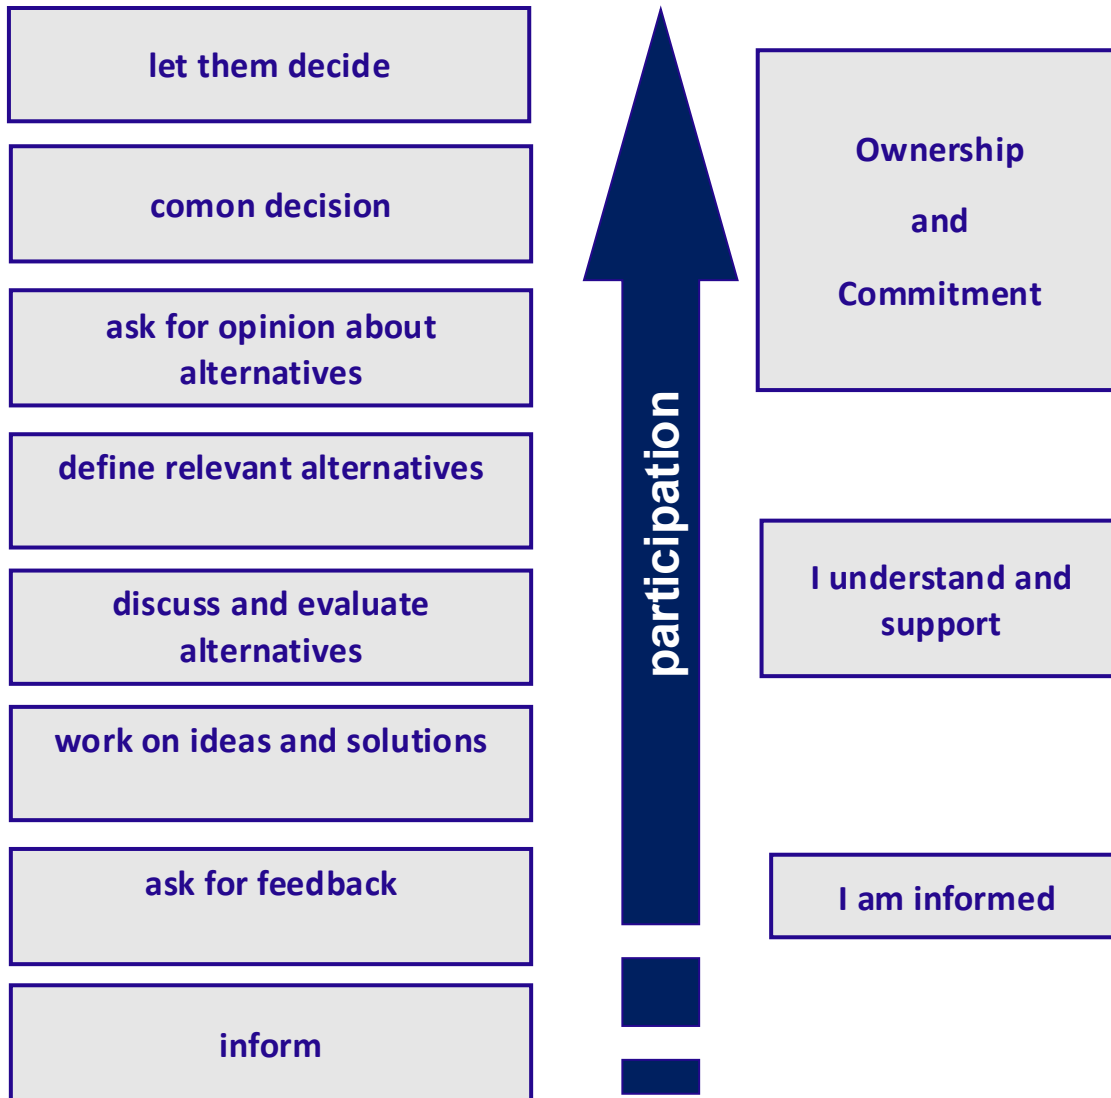 let them decide
comon decision
ask for opinion about
alternatives
define relevant alternatives
discuss and evaluate
alternatives
work on ideas and solutions
ask for feedback
inform
participation
Ownership
and
Commitment
I understand and
support
I am informed